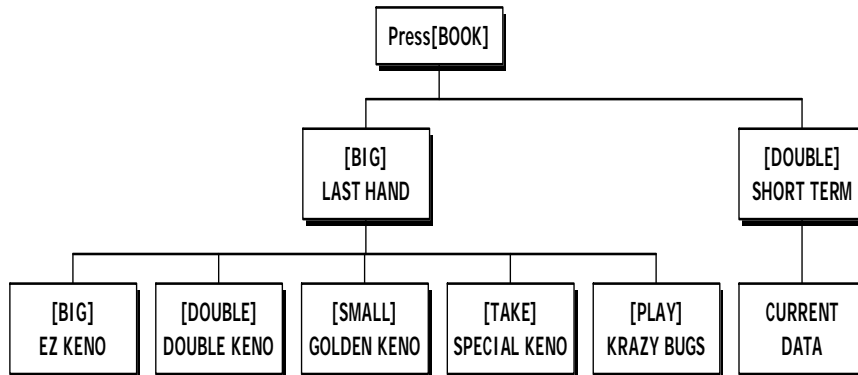 Press[BOOK]
[BIG]
LAST HAND
[DOUBLE]
SHORT TERM
[BIG]
EZ KENO
[DOUBLE]
DOUBLE KENO
[SMALL]
GOLDEN KENO
[TAKE]
SPECIAL KENO
[PLAY]
KRAZY BUGS
CURRENT
DATA